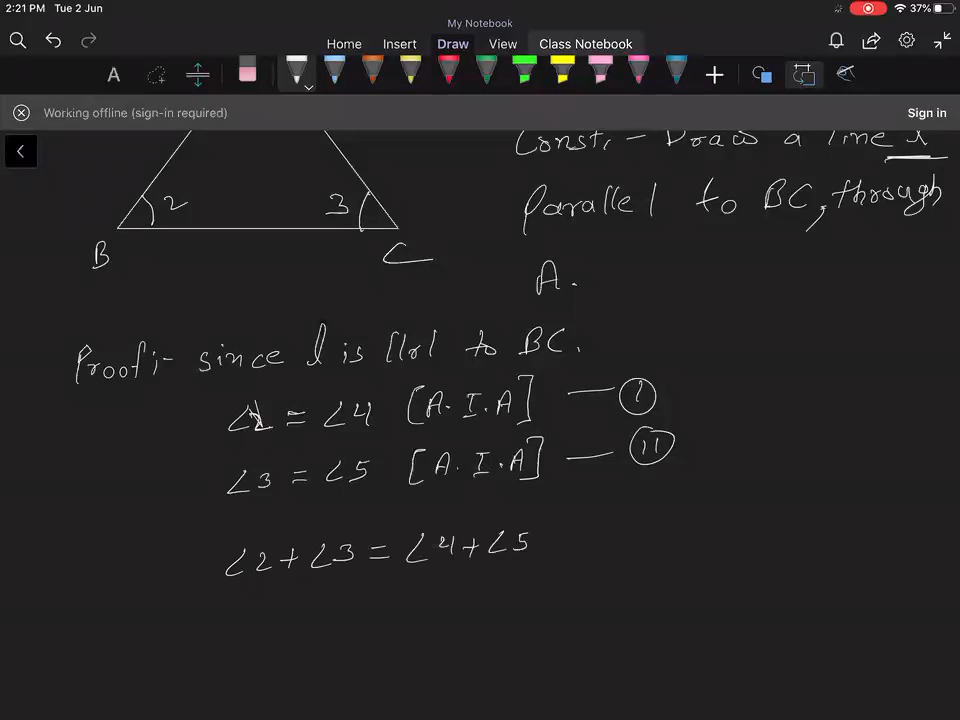 2:21 PM Tue 2 Jun
37%
My Notebook
Home Insert Draw View Class Notebook
A
Working offline (sign-in required) Sign in
Const:- Draw a line l
parallel to BC, through
A.
2 3
B C
Proof:- since l is ||rl to BC.
∠2 = ∠4 [A.I.A] — (i)
∠3 = ∠5 [A.I.A] — (ii)
∠2 + ∠3 = ∠4 + ∠5